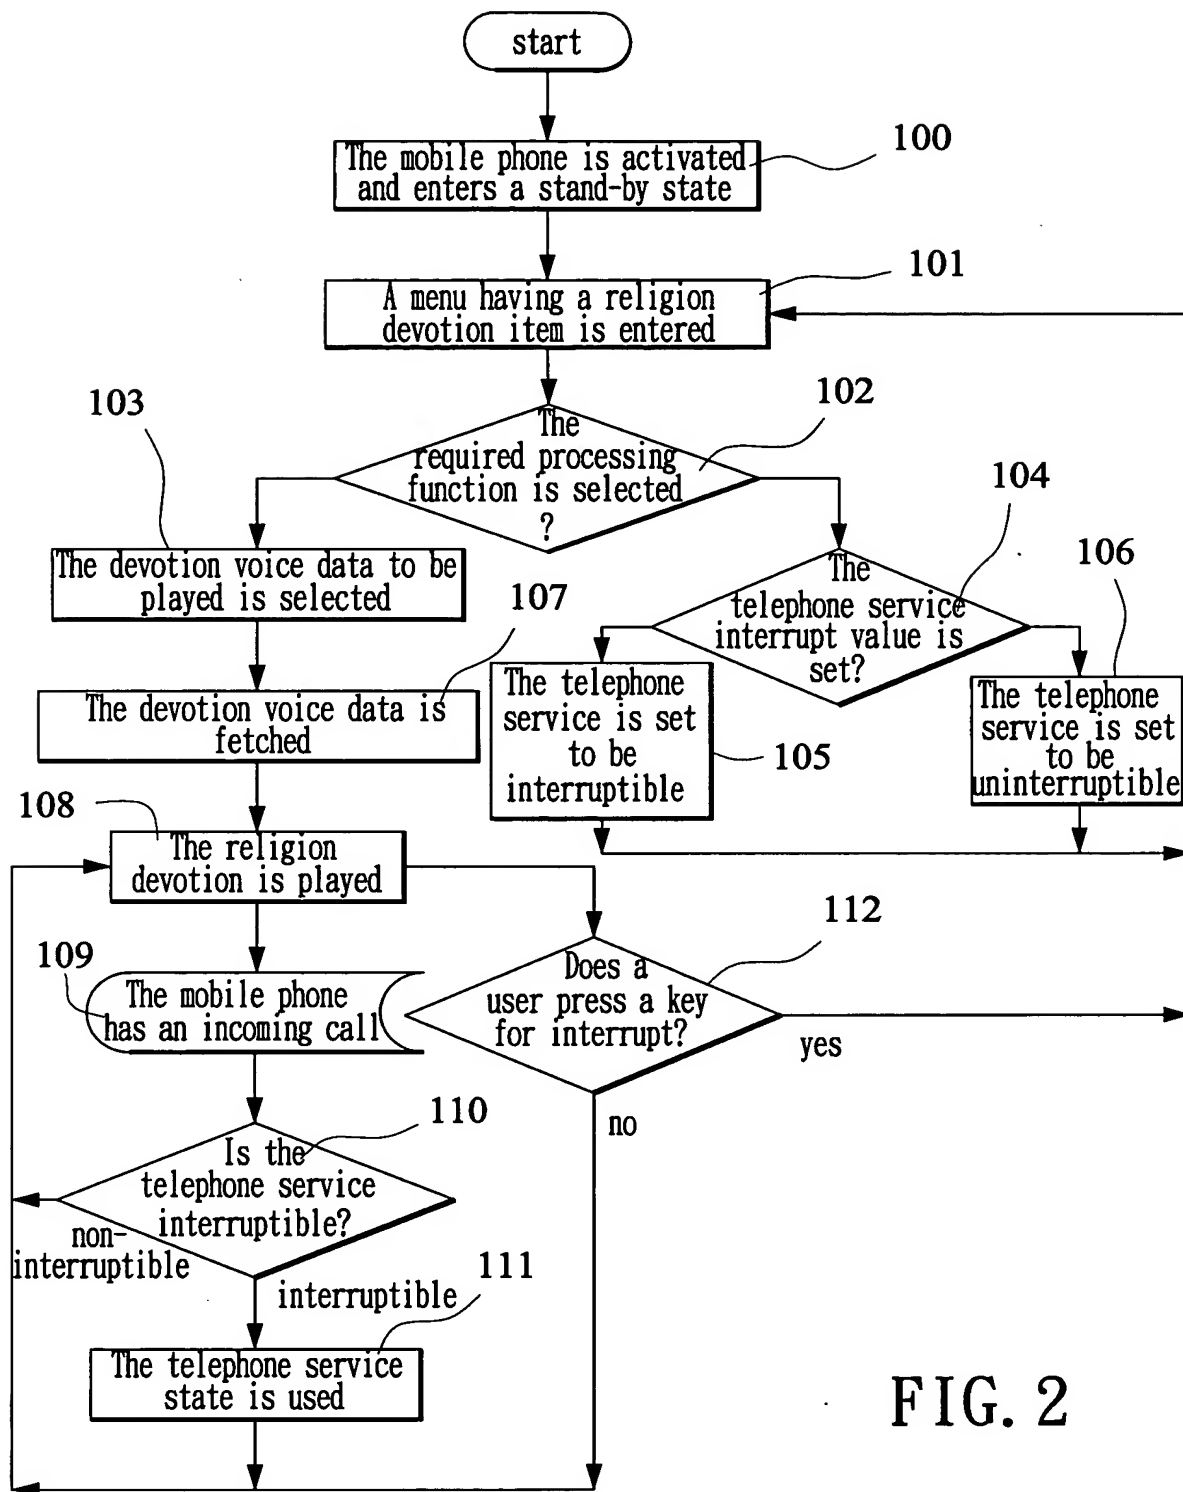 start
100
The mobile phone is activated
and enters a stand-by state
101
A menu having a religion
devotion item is entered
103
102
The
required processing
function is selected
?
104
The devotion voice data to be
played is selected
The
telephone service
interrupt value is
set?
106
107
The devotion voice data is
fetched
The telephone
service is set
to be
interruptible
105
The telephone
service is set
to be
uninterruptible
108
The religion
devotion is played
112
109
The mobile phone
has an incoming call
Does a
user press a key
for interrupt?
yes
no
110
Is the
telephone service
interruptible?
non-
interruptible
interruptible
111
The telephone service
state is used
FIG. 2